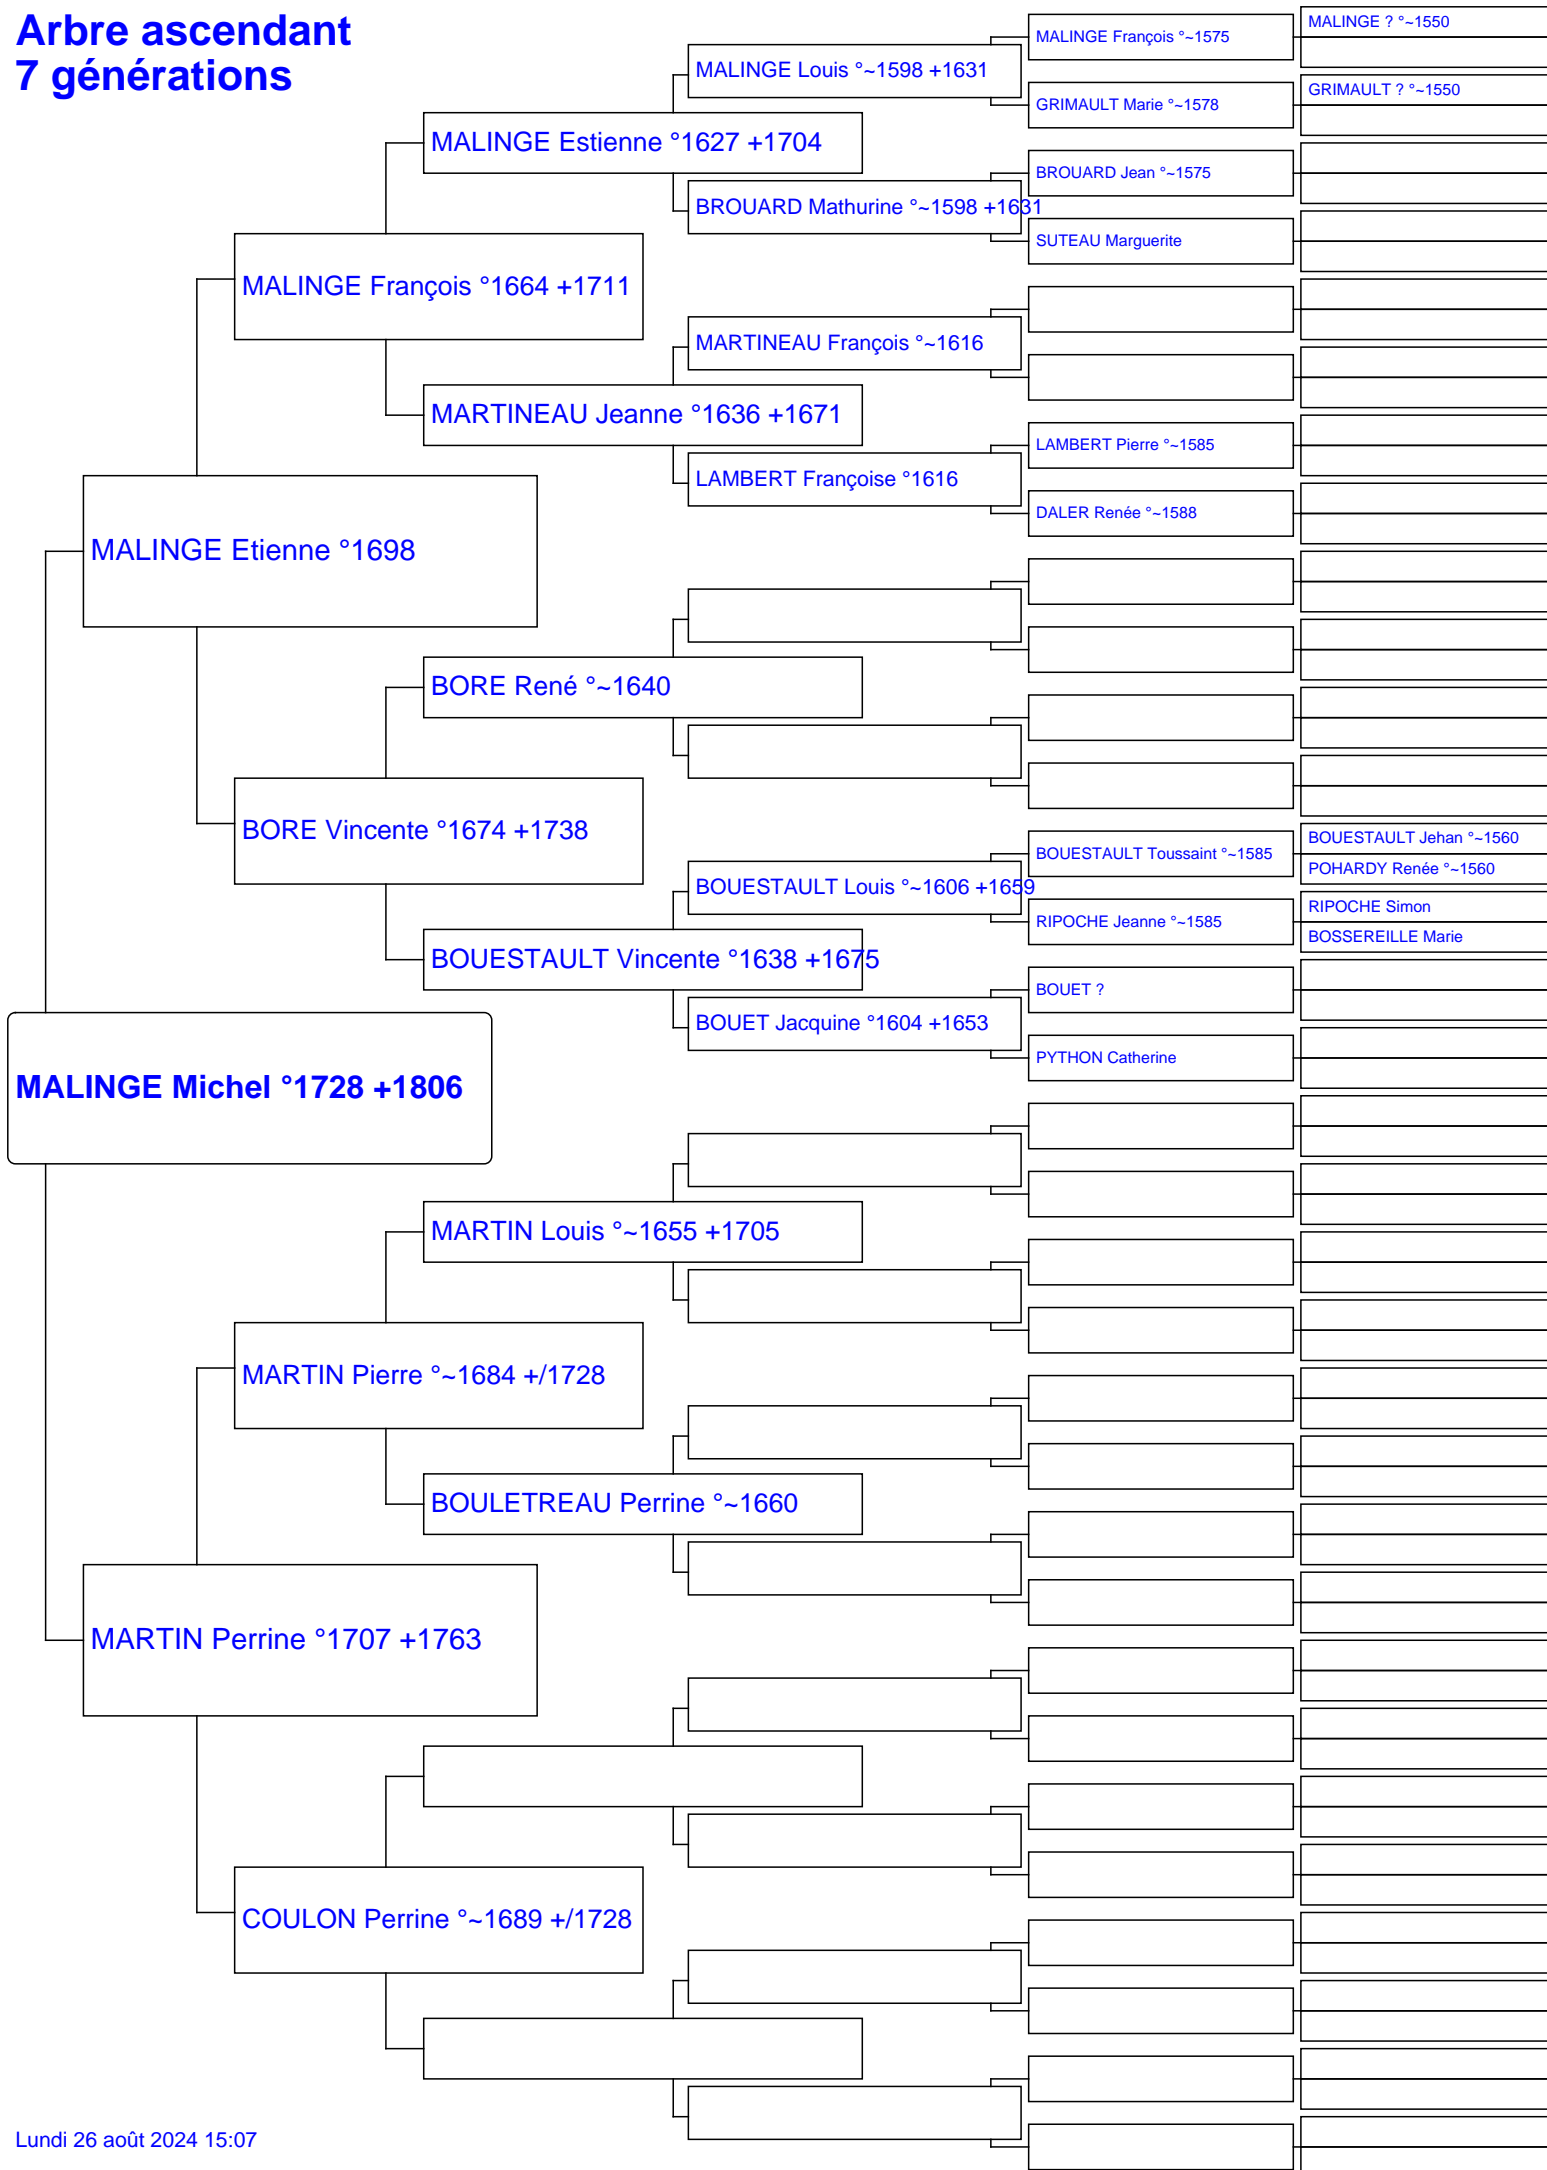 Arbre ascendant
7 générations
MALINGE Michel °1728 +1806
MALINGE Etienne °1698
MARTIN Perrine °1707 +1763
MALINGE François °1664 +1711
BORE Vincente °1674 +1738
MARTIN Pierre °~1684 +/1728
COULON Perrine °~1689 +/1728
MALINGE Estienne °1627 +1704
MARTINEAU Jeanne °1636 +1671
BORE René °~1640
BOUESTAULT Vincente °1638 +1675
MARTIN Louis °~1655 +1705
BOULETREAU Perrine °~1660
MALINGE Louis °~1598 +1631
BROUARD Mathurine °~1598 +1631
MARTINEAU François °~1616
LAMBERT Françoise °1616
BOUESTAULT Louis °~1606 +1659
BOUET Jacquine °1604 +1653
MALINGE François °~1575
GRIMAULT Marie °~1578
BROUARD Jean °~1575
SUTEAU Marguerite
LAMBERT Pierre °~1585
DALER Renée °~1588
BOUESTAULT Toussaint °~1585
RIPOCHE Jeanne °~1585
BOUET ?
PYTHON Catherine
MALINGE ? °~1550
GRIMAULT ? °~1550
BOUESTAULT Jehan °~1560
POHARDY Renée °~1560
RIPOCHE Simon
BOSSEREILLE Marie
Lundi 26 août 2024 15:07